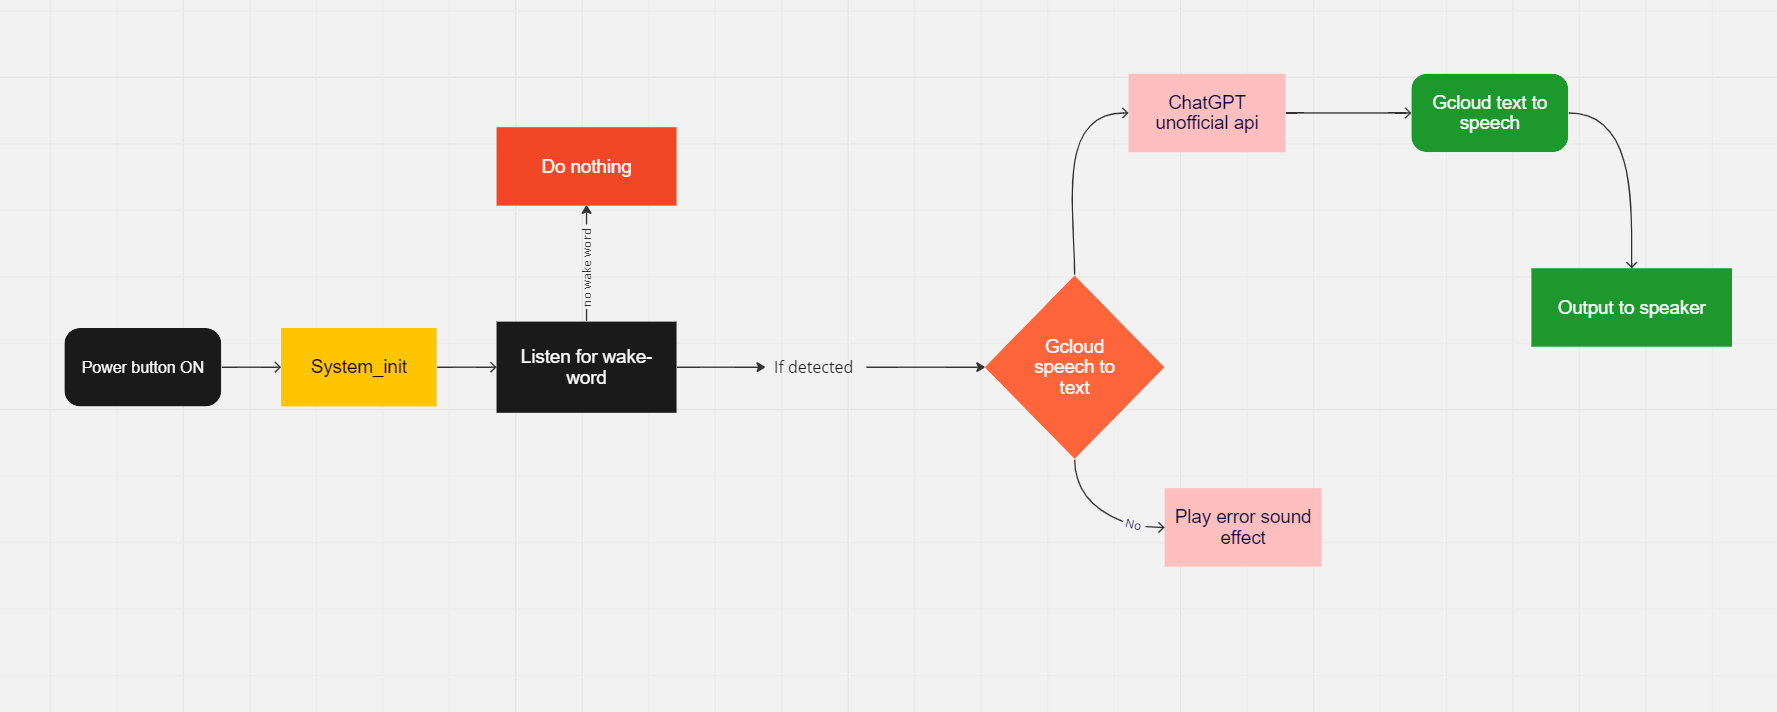 Power button ON
System_init
Do nothing
no wake word
Listen for wake-
word
If detected
Gcloud
speech to
text
ChatGPT
unofficial api
Gcloud text to
speech
Output to speaker
No
Play error sound
effect